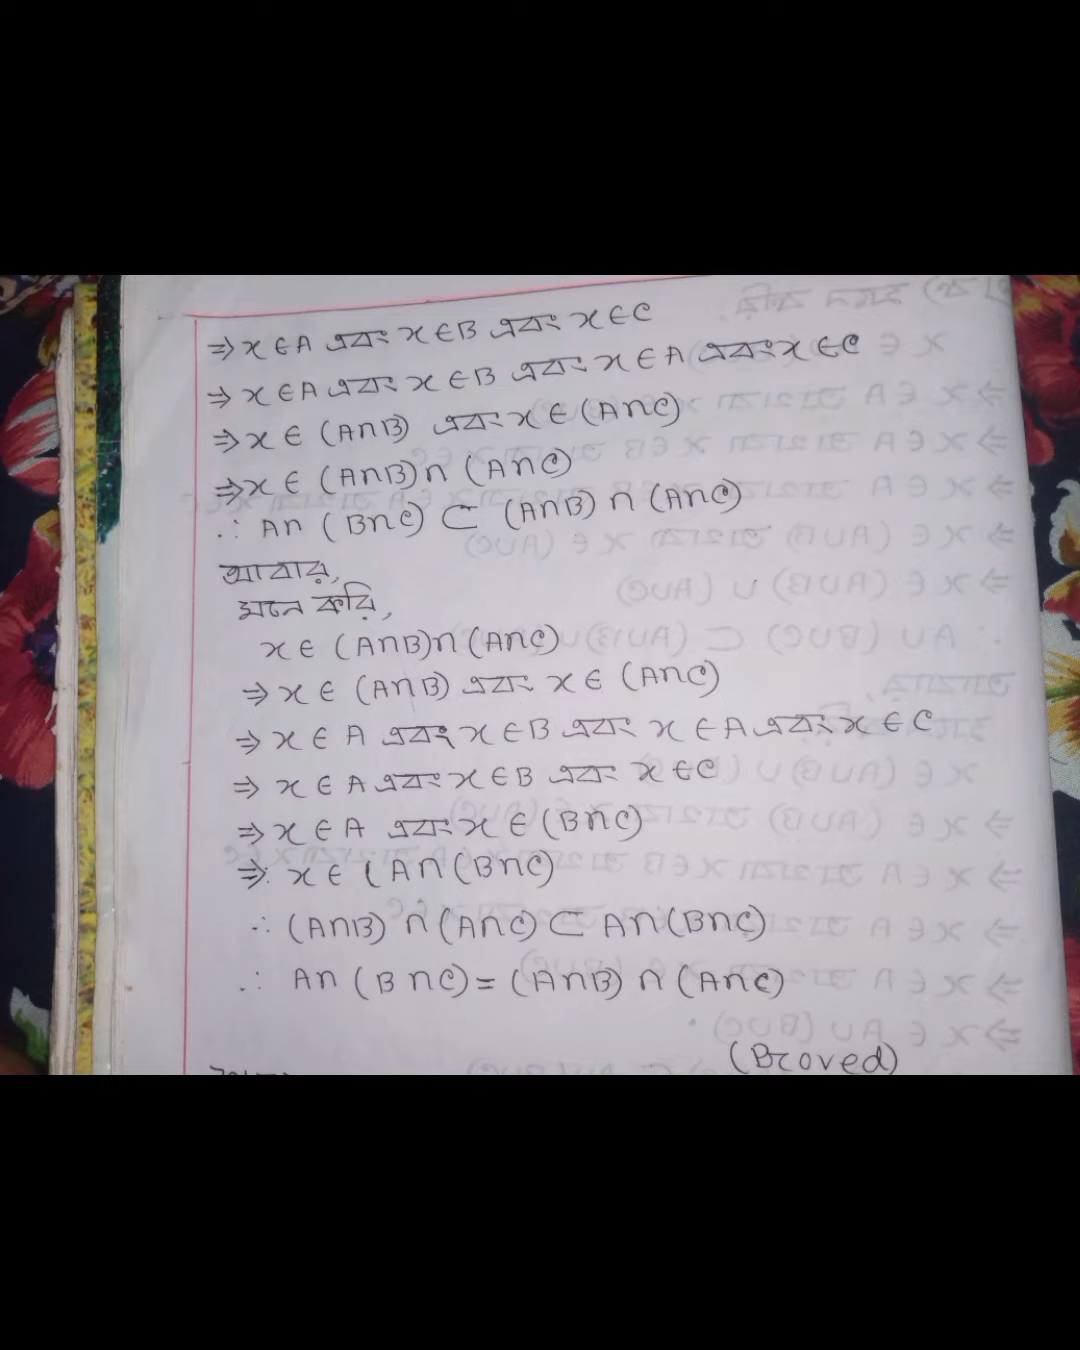 ⇒ x ∈ A এবং x ∈ B এবং x ∈ C
⇒ x ∈ A এবং x ∈ B এবং x ∈ A এবং x ∈ C
⇒ x ∈ (A∩B) এবং x ∈ (A∩C)
⇒ x ∈ (A∩B) ∩ (A∩C)
∴ A∩ (B∩C) ⊂ (A∩B) ∩ (A∩C)
আবার,
মনে করি,
x ∈ (A∩B) ∩ (A∩C)
⇒ x ∈ (A∩B) এবং x ∈ (A∩C)
⇒ x ∈ A এবং x ∈ B এবং x ∈ A এবং x ∈ C
⇒ x ∈ A এবং x ∈ B এবং x ∈ C
⇒ x ∈ A এবং x ∈ (B∩C)
⇒ x ∈ (A∩(B∩C)
∴ (A∩B) ∩ (A∩C) ⊂ A∩(B∩C)
∴ A∩ (B∩C) = (A∩B) ∩ (A∩C)
(Proved)